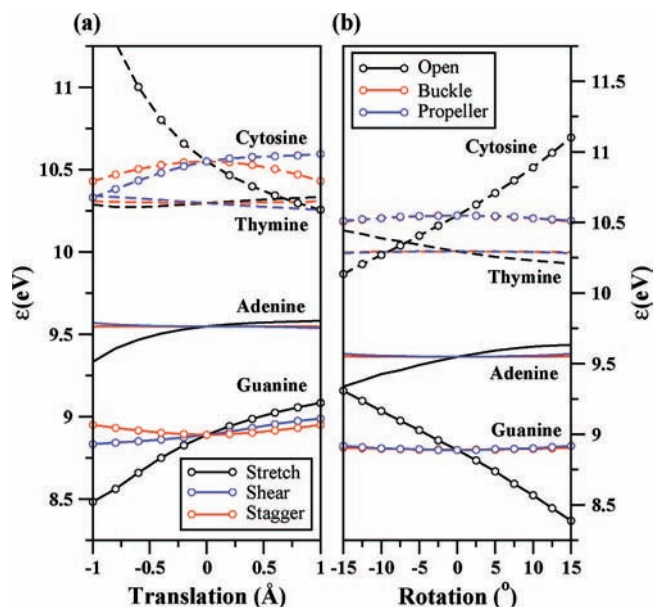 (a)
(b)
11
10.5
10
9.5
9
8.5
ε(eV)
Cytosine
Thymine
Adenine
Guanine
Stretch
Shear
Stagger
-1
-0.5
0
0.5
1
Translation (Å)
Open
Buckle
Propeller
Cytosine
Thymine
Adenine
Guanine
11.5
11
10.5
10
9.5
9
8.5
ε(eV)
-15
-10
-5
0
5
10
15
Rotation (°)